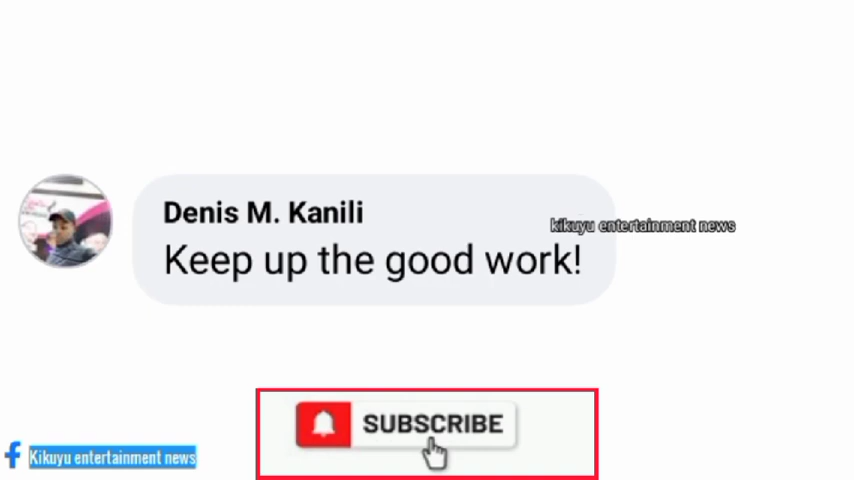 Denis M. Kanili
kikuyu entertainment news
Keep up the good work!
SUBSCRIBE
Kikuyu entertainment news